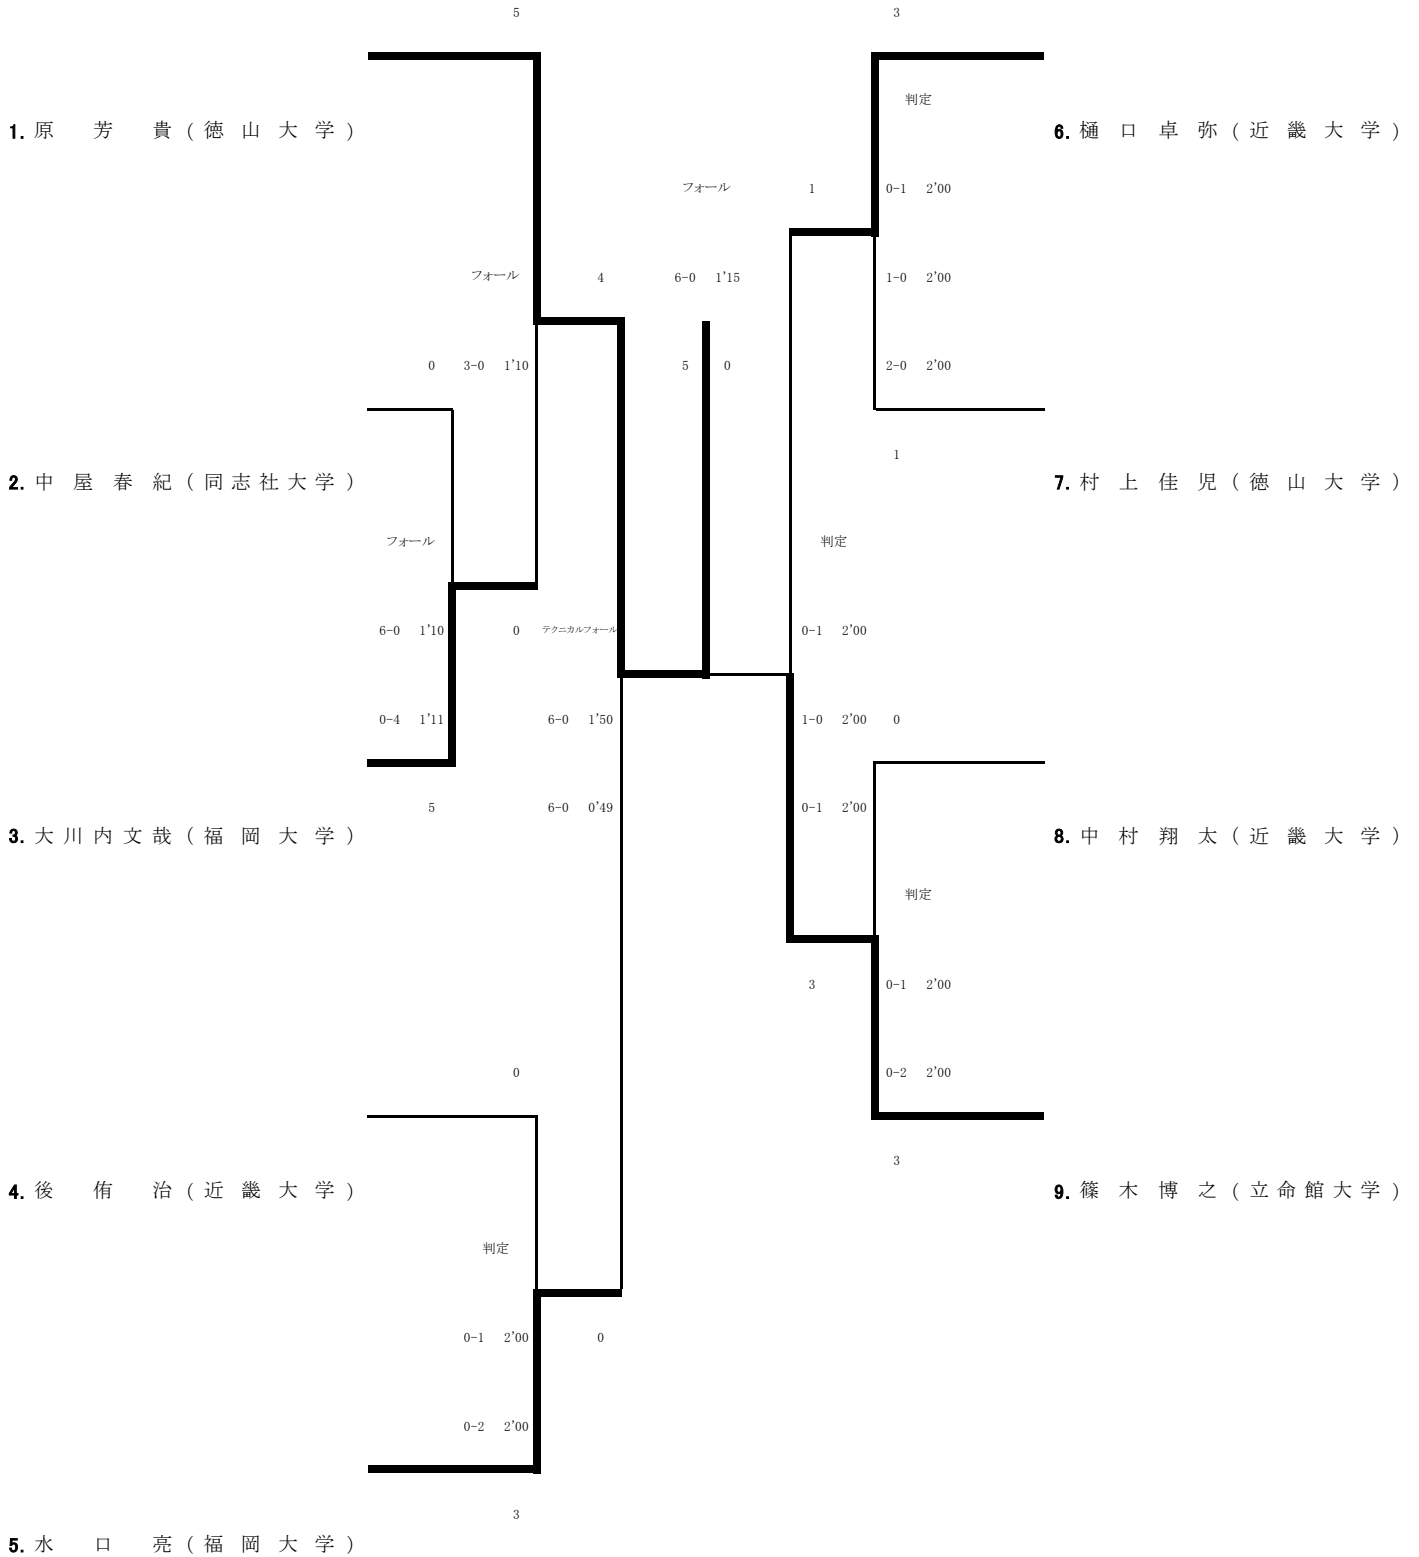 5 3
判定
1. 原 芳 貴 ( 徳 山 大 学 ) 6. 樋 口 卓 弥 ( 近 畿 大 学 )
フォール 1 0-1 2'00
フォール 4 6-0 1'15 1-0 2'00
0 3-0 1'10 5 0 2-0 2'00
1
2. 中 屋 春 紀 ( 同 志 社 大 学 ) 7. 村 上 佳 児 ( 徳 山 大 学 )
フォール 判定
6-0 1'10 0 テクニカルフォール 0-1 2'00
0-4 1'11 6-0 1'50 1-0 2'00 0
5 6-0 0'49 0-1 2'00
3. 大 川 内 文 哉 ( 福 岡 大 学 ) 8. 中 村 翔 太 ( 近 畿 大 学 )
判定
3 0-1 2'00
0 0-2 2'00
3
4. 後 侑 治 ( 近 畿 大 学 ) 9. 篠 木 博 之 ( 立 命 館 大 学 )
判定
0-1 2'00 0
0-2 2'00
3
5. 水 口 亮 ( 福 岡 大 学 )